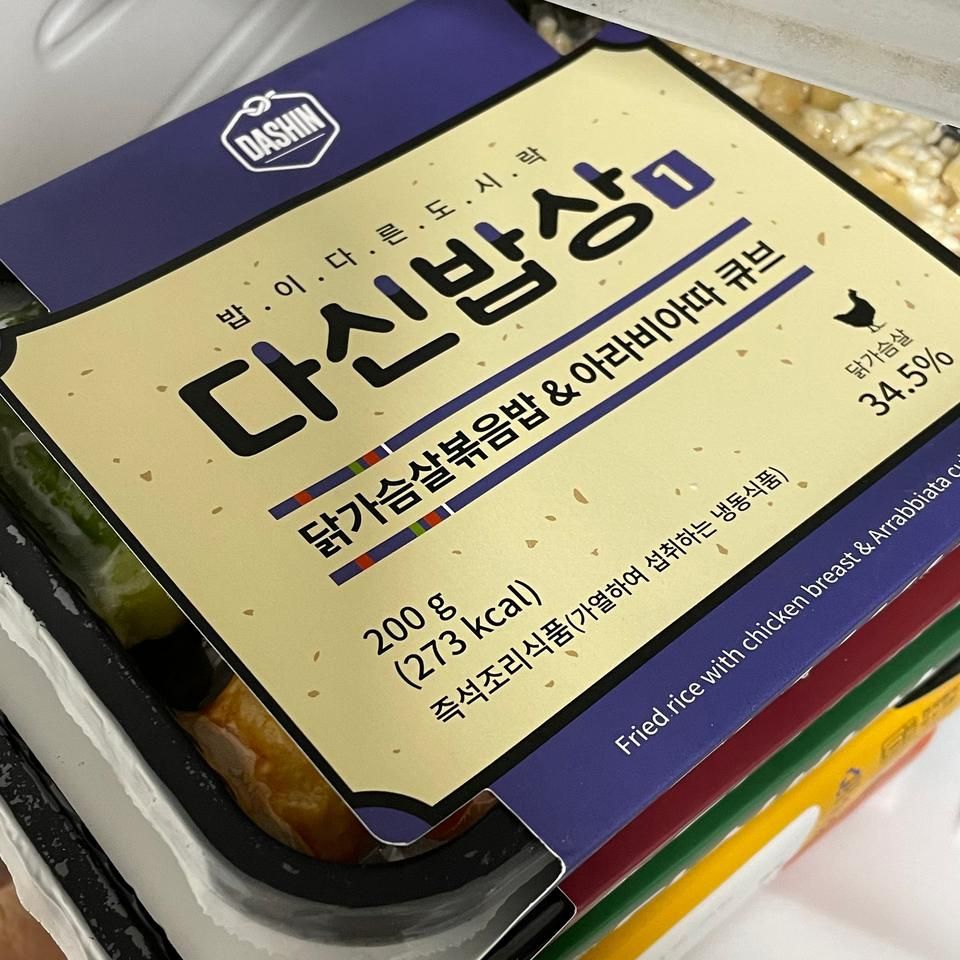 DASHIN
밥.이.다.른.도.시.락
다신밥상 1
닭가슴살볶음밥 & 아라비아따 큐브
닭가슴살
34.5%
200 g
(273 kcal)
즉석조리식품(가열하여 섭취하는 냉동식품)
Fried rice with chicken breast & Arrabbiata